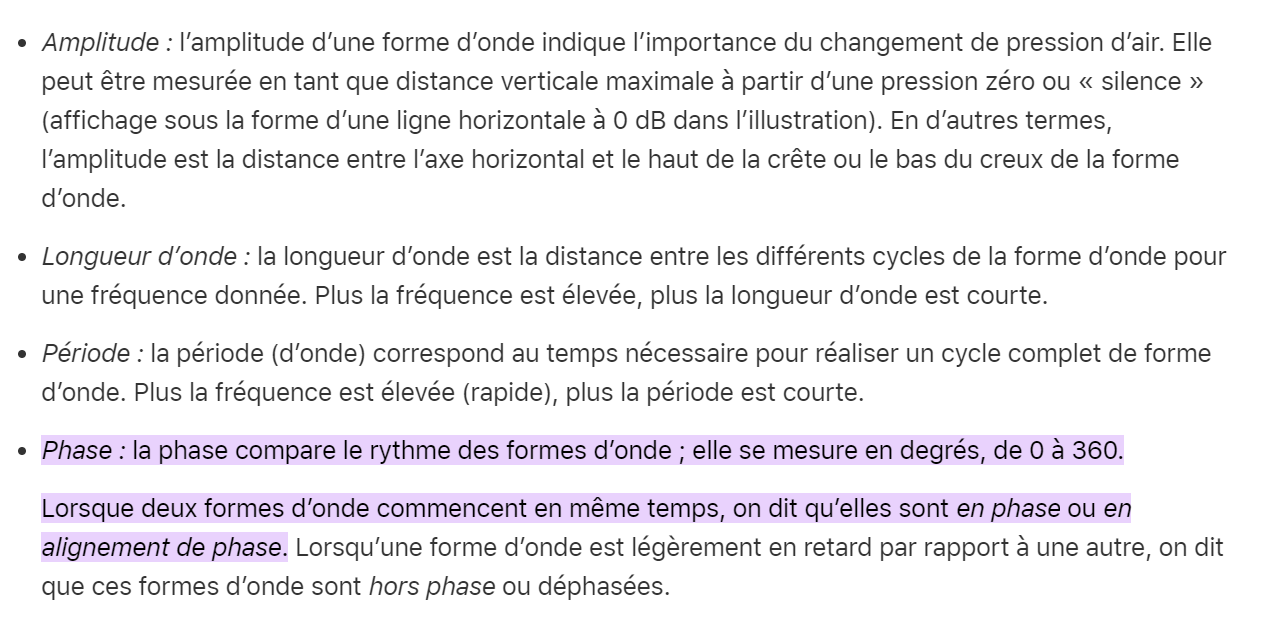 • Amplitude : l’amplitude d’une forme d’onde indique l’importance du changement de pression d’air. Elle
peut être mesurée en tant que distance verticale maximale à partir d’une pression zéro ou « silence »
(affichage sous la forme d’une ligne horizontale à 0 dB dans l’illustration). En d’autres termes,
l’amplitude est la distance entre l’axe horizontal et le haut de la crête ou le bas du creux de la forme
d’onde.
• Longueur d’onde : la longueur d’onde est la distance entre les différents cycles de la forme d’onde pour
une fréquence donnée. Plus la fréquence est élevée, plus la longueur d’onde est courte.
• Période : la période (d’onde) correspond au temps nécessaire pour réaliser un cycle complet de forme
d’onde. Plus la fréquence est élevée (rapide), plus la période est courte.
• Phase : la phase compare le rythme des formes d’onde ; elle se mesure en degrés, de 0 à 360.
Lorsque deux formes d’onde commencent en même temps, on dit qu’elles sont en phase ou en
alignement de phase. Lorsqu’une forme d’onde est légèrement en retard par rapport à une autre, on dit
que ces formes d’onde sont hors phase ou déphasées.